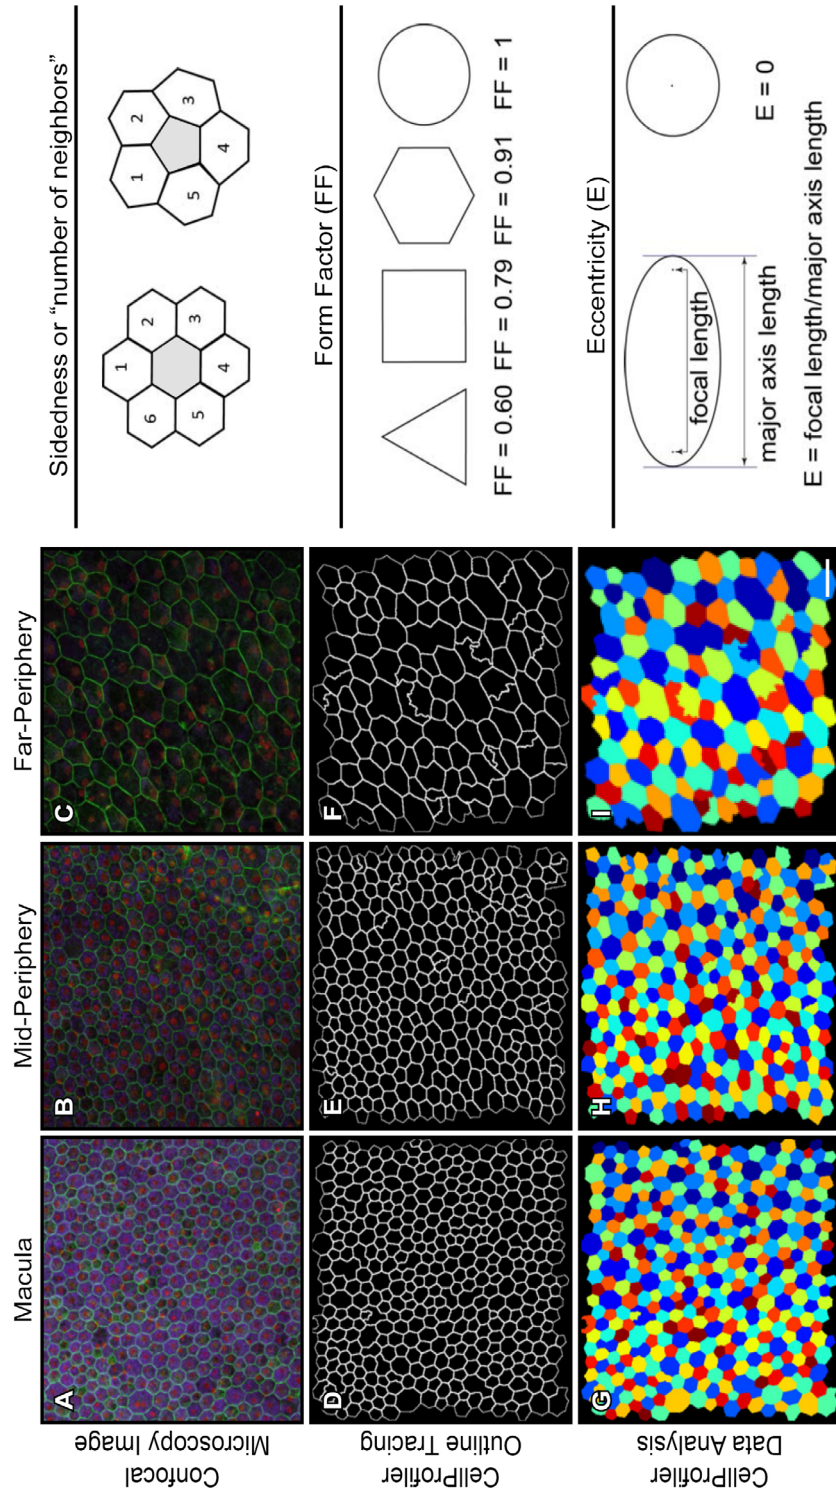 Macula
Mid-Periphery
Far-Periphery
Confocal
Microscopy Image
A
B
C
CellProfiler
Outline Tracing
D
E
F
CellProfiler
Data Analysis
G
H
I
Sidedness or “number of neighbors”
1
2
3
4
5
6
1
2
3
4
5
Form Factor (FF)
FF = 0.60 FF = 0.79 FF = 0.91 FF = 1
Eccentricity (E)
focal length
major axis length
E = 0
E = focal length/major axis length